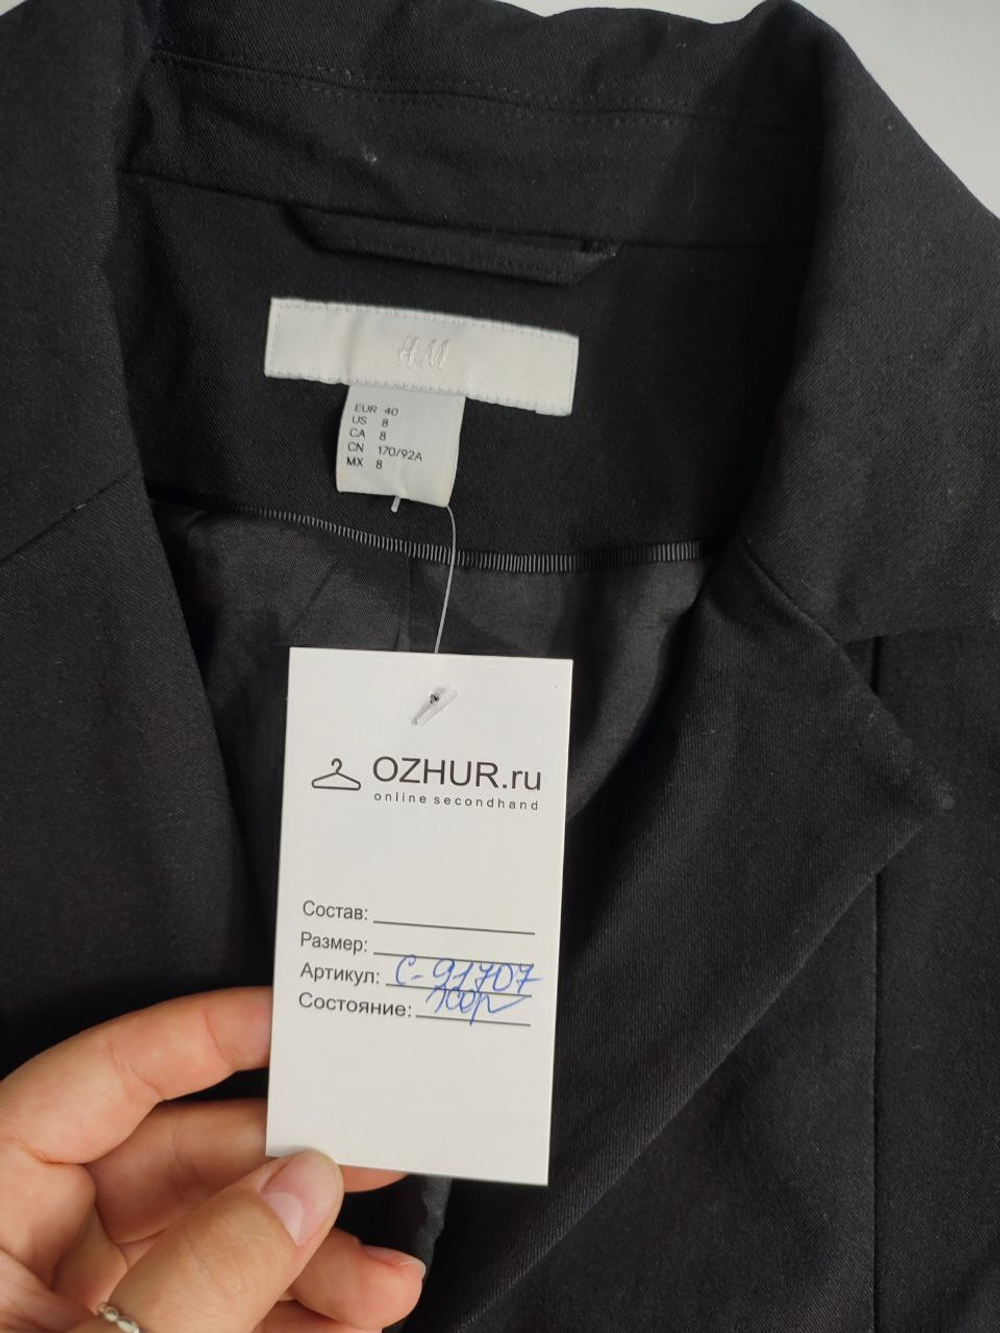 H&M
EUR 40
US 8
CA 8
CN 170/92A
MX 8
OZHUR.ru
online secondhand
Состав:
Размер:
Артикул: С-91707
Состояние: хор